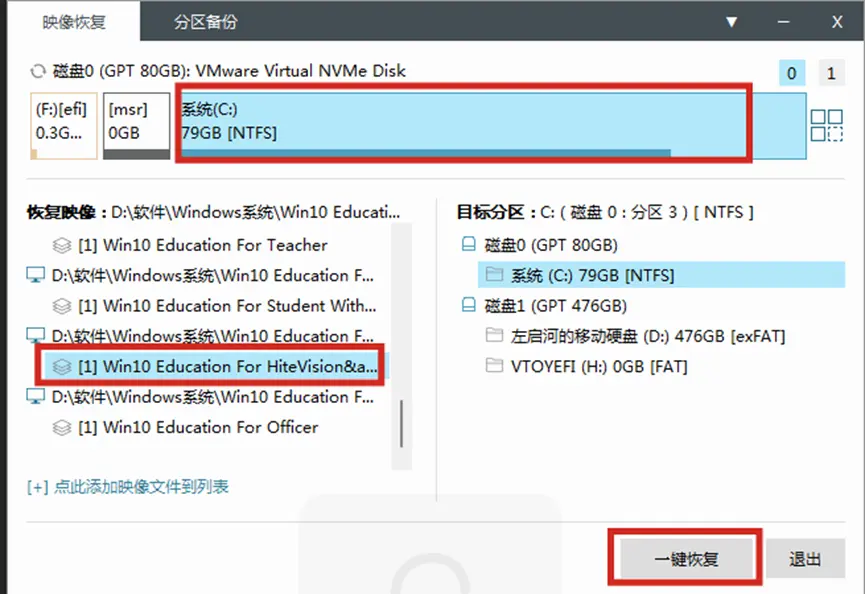 映像恢复 分区备份
磁盘0 (GPT 80GB): VMware Virtual NVMe Disk 0 1
(F:)[efi] [msr] 系统(C:)
0.3G... 0GB 79GB [NTFS]
恢复映像：D:\软件\Windows系统\Win10 Educati...
[1] Win10 Education For Teacher
D:\软件\Windows系统\Win10 Education F...
[1] Win10 Education For Student With...
D:\软件\Windows系统\Win10 Education F...
[1] Win10 Education For HiteVision&a...
D:\软件\Windows系统\Win10 Education F...
[1] Win10 Education For Officer
[+] 点此添加映像文件到列表
目标分区：C: ( 磁盘 0 : 分区 3 ) [ NTFS ]
磁盘0 (GPT 80GB)
系统 (C:) 79GB [NTFS]
磁盘1 (GPT 476GB)
左启河的移动硬盘 (D:) 476GB [exFAT]
VTOYEFI (H:) 0GB [FAT]
一键恢复 退出